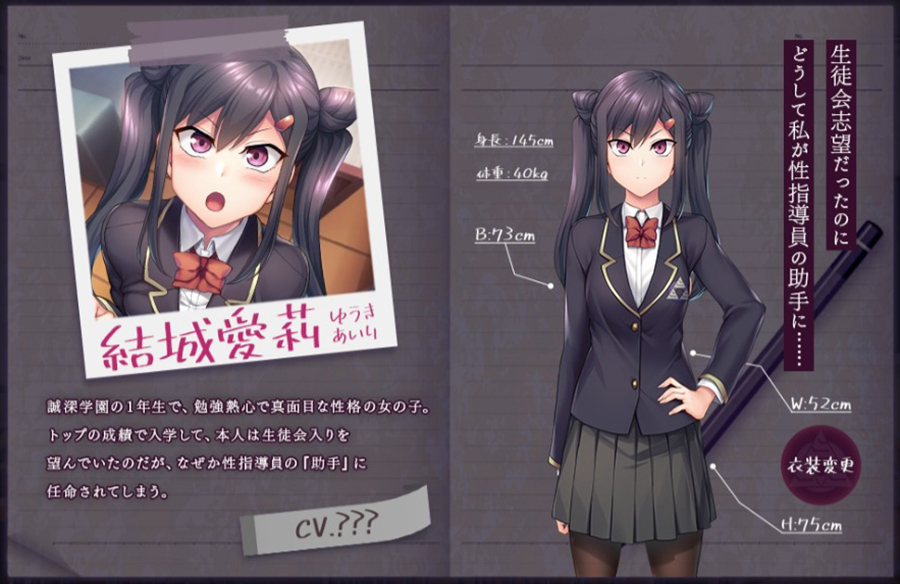 結城愛莉
ゆうき
あいり
誠深学園の1年生で、勉強熱心で真面目な性格の女の子。
トップの成績で入学して、本人は生徒会入りを
望んでいたのだが、なぜか性指導員の『助手』に
任命されてしまう。
CV.???
生徒会志望だったのに
どうして私が性指導員の助手に……
身長:145cm
体重:40kg
B:73cm
W:52cm
衣装変更
H:75cm